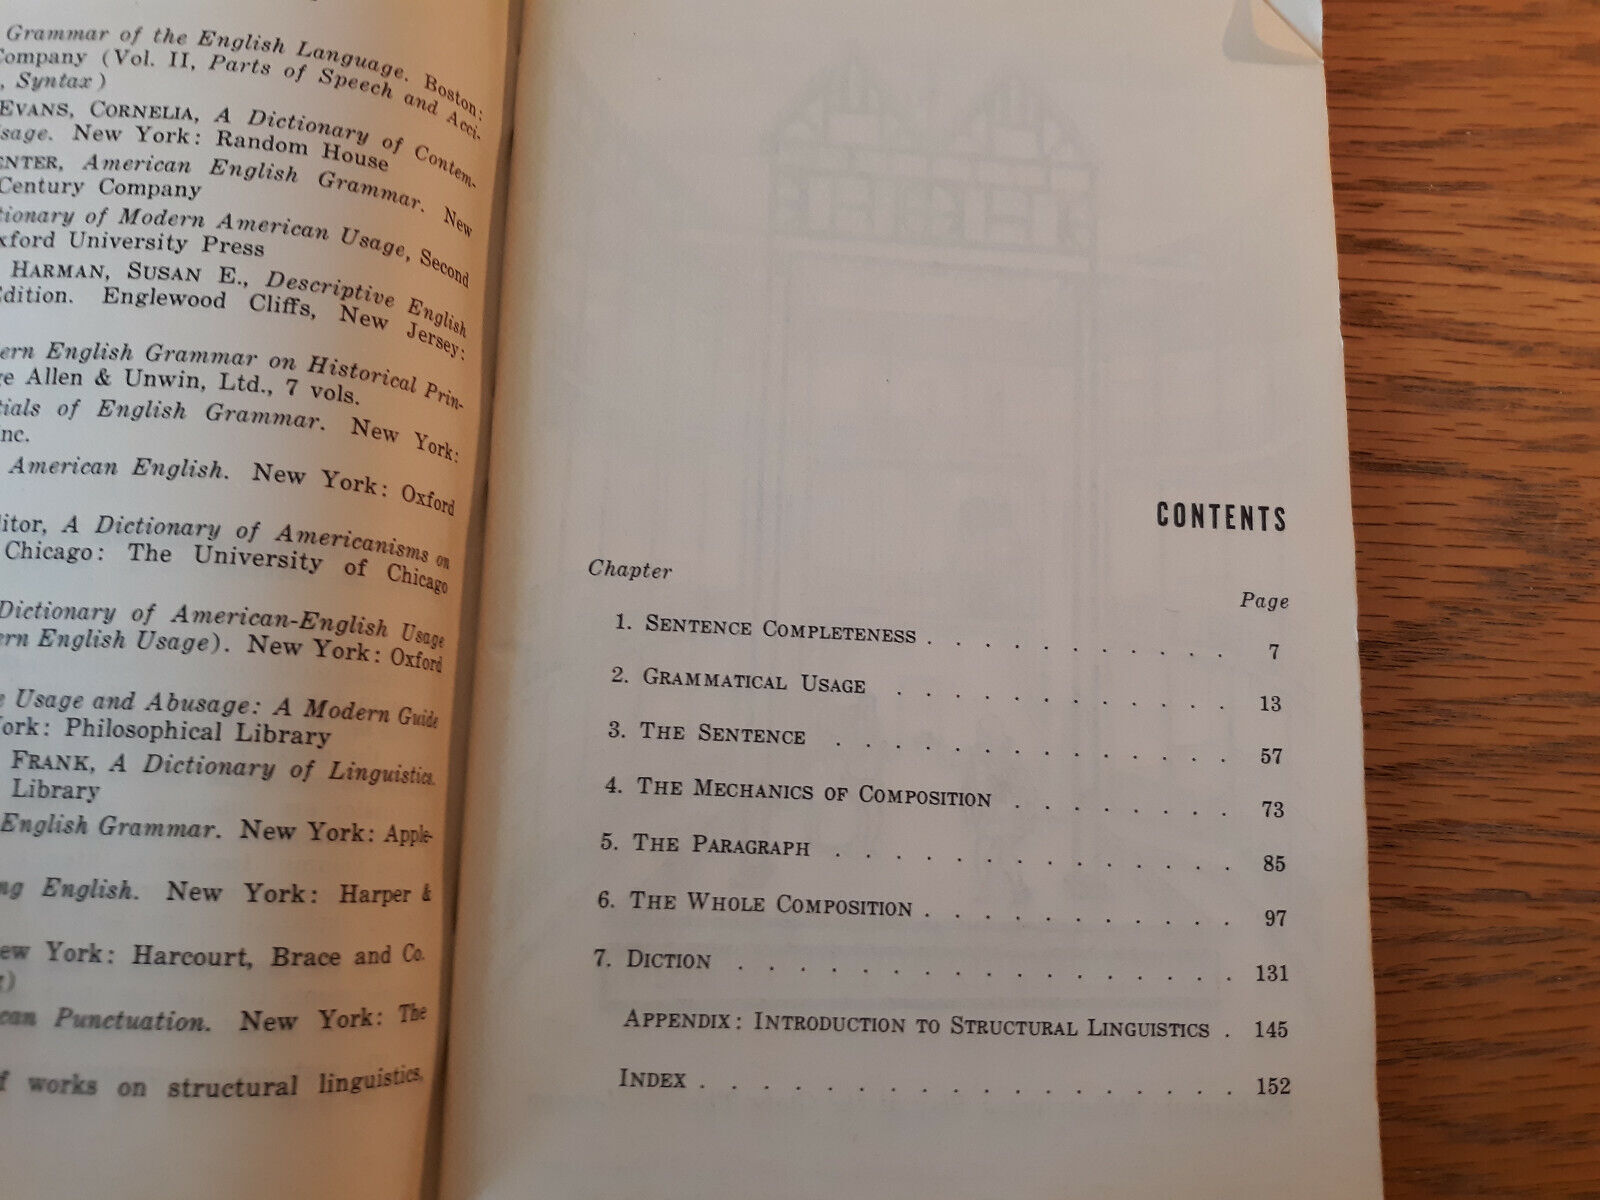 Grammar of the English Language. Boston:
Company (Vol. II, Parts of Speech and Acci-
, Syntax)
EVANS, CORNELIA, A Dictionary of Contem-
sage. New York: Random House
ENTER, American English Grammar. New
Century Company
tionary of Modern American Usage, Second
xford University Press
HARMAN, SUSAN E., Descriptive English
Edition. Englewood Cliffs, New Jersey:
ern English Grammar on Historical Prin-
ge Allen & Unwin, Ltd., 7 vols.
tials of English Grammar. New York:
nc.
American English. New York: Oxford
itor, A Dictionary of Americanisms on
Chicago: The University of Chicago
Dictionary of American-English Usage
ern English Usage). New York: Oxford
e Usage and Abusage: A Modern Guide
ork: Philosophical Library
FRANK, A Dictionary of Linguistics.
Library
English Grammar. New York: Apple-
ng English. New York: Harper &
ew York: Harcourt, Brace and Co.
)
can Punctuation. New York: The
f works on structural linguistics,
CONTENTS
Chapter
Page
1. SENTENCE COMPLETENESS . . . . . . . . . . . 7
2. GRAMMATICAL USAGE . . . . . . . . . . . . 13
3. THE SENTENCE . . . . . . . . . . . . . . 57
4. THE MECHANICS OF COMPOSITION . . . . . . . . 73
5. THE PARAGRAPH . . . . . . . . . . . . . . 85
6. THE WHOLE COMPOSITION . . . . . . . . . . . 97
7. DICTION . . . . . . . . . . . . . . . . . 131
APPENDIX: INTRODUCTION TO STRUCTURAL LINGUISTICS . 145
INDEX . . . . . . . . . . . . . . . . . . 152